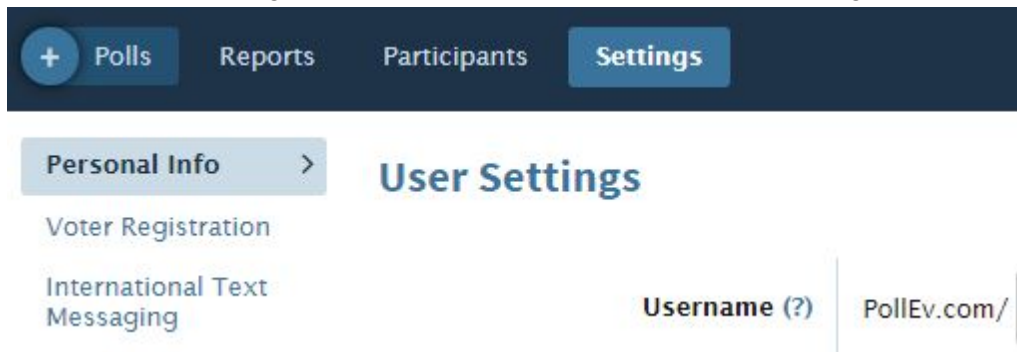 + Polls Reports Participants Settings
Personal Info >
User Settings
Voter Registration
International Text
Messaging
Username (?) PollEv.com/